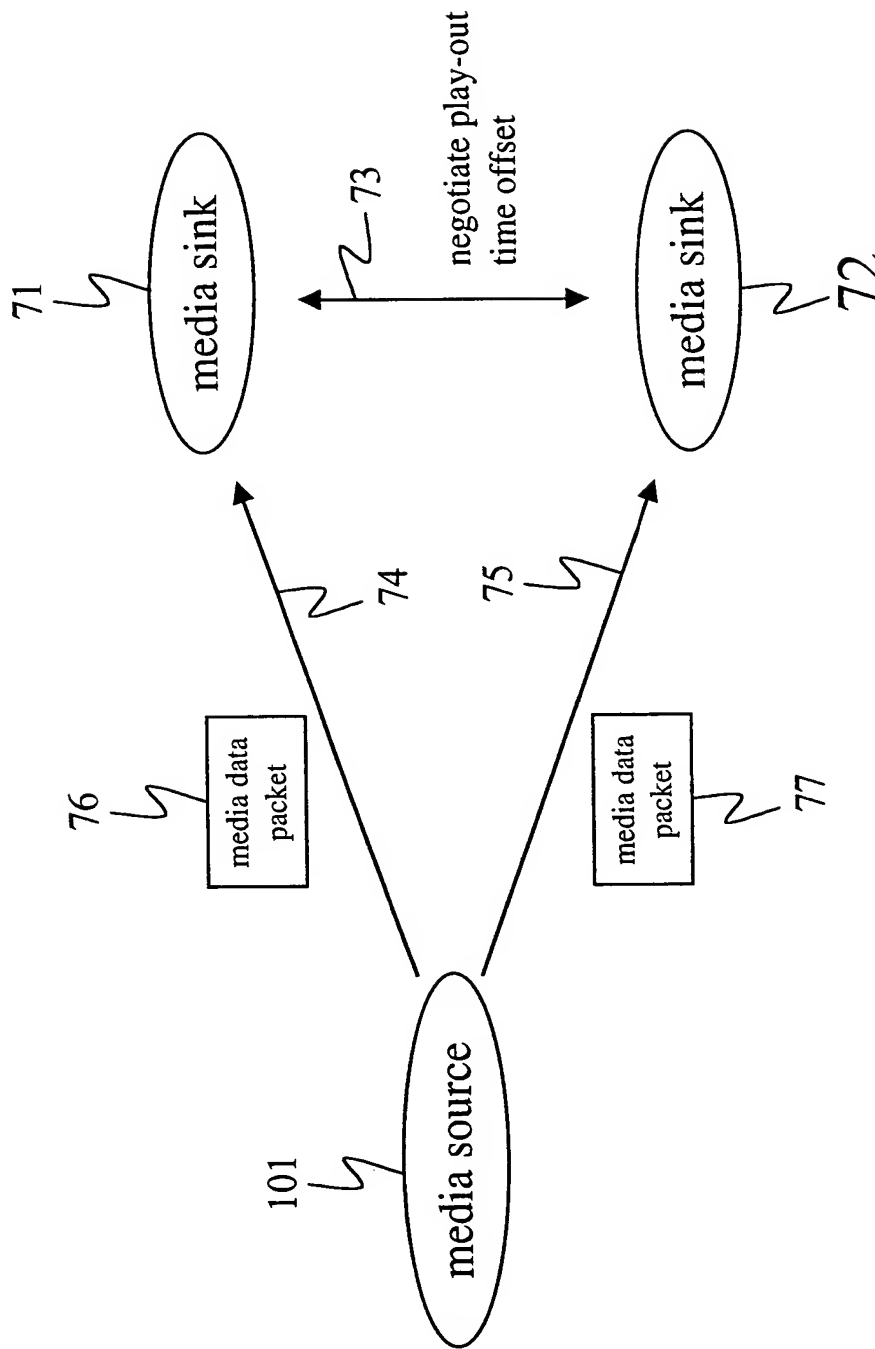 71
media sink
76
media data
packet
74
73
negotiate play-out
time offset
101
media source
75
media data
packet
77
media sink
72